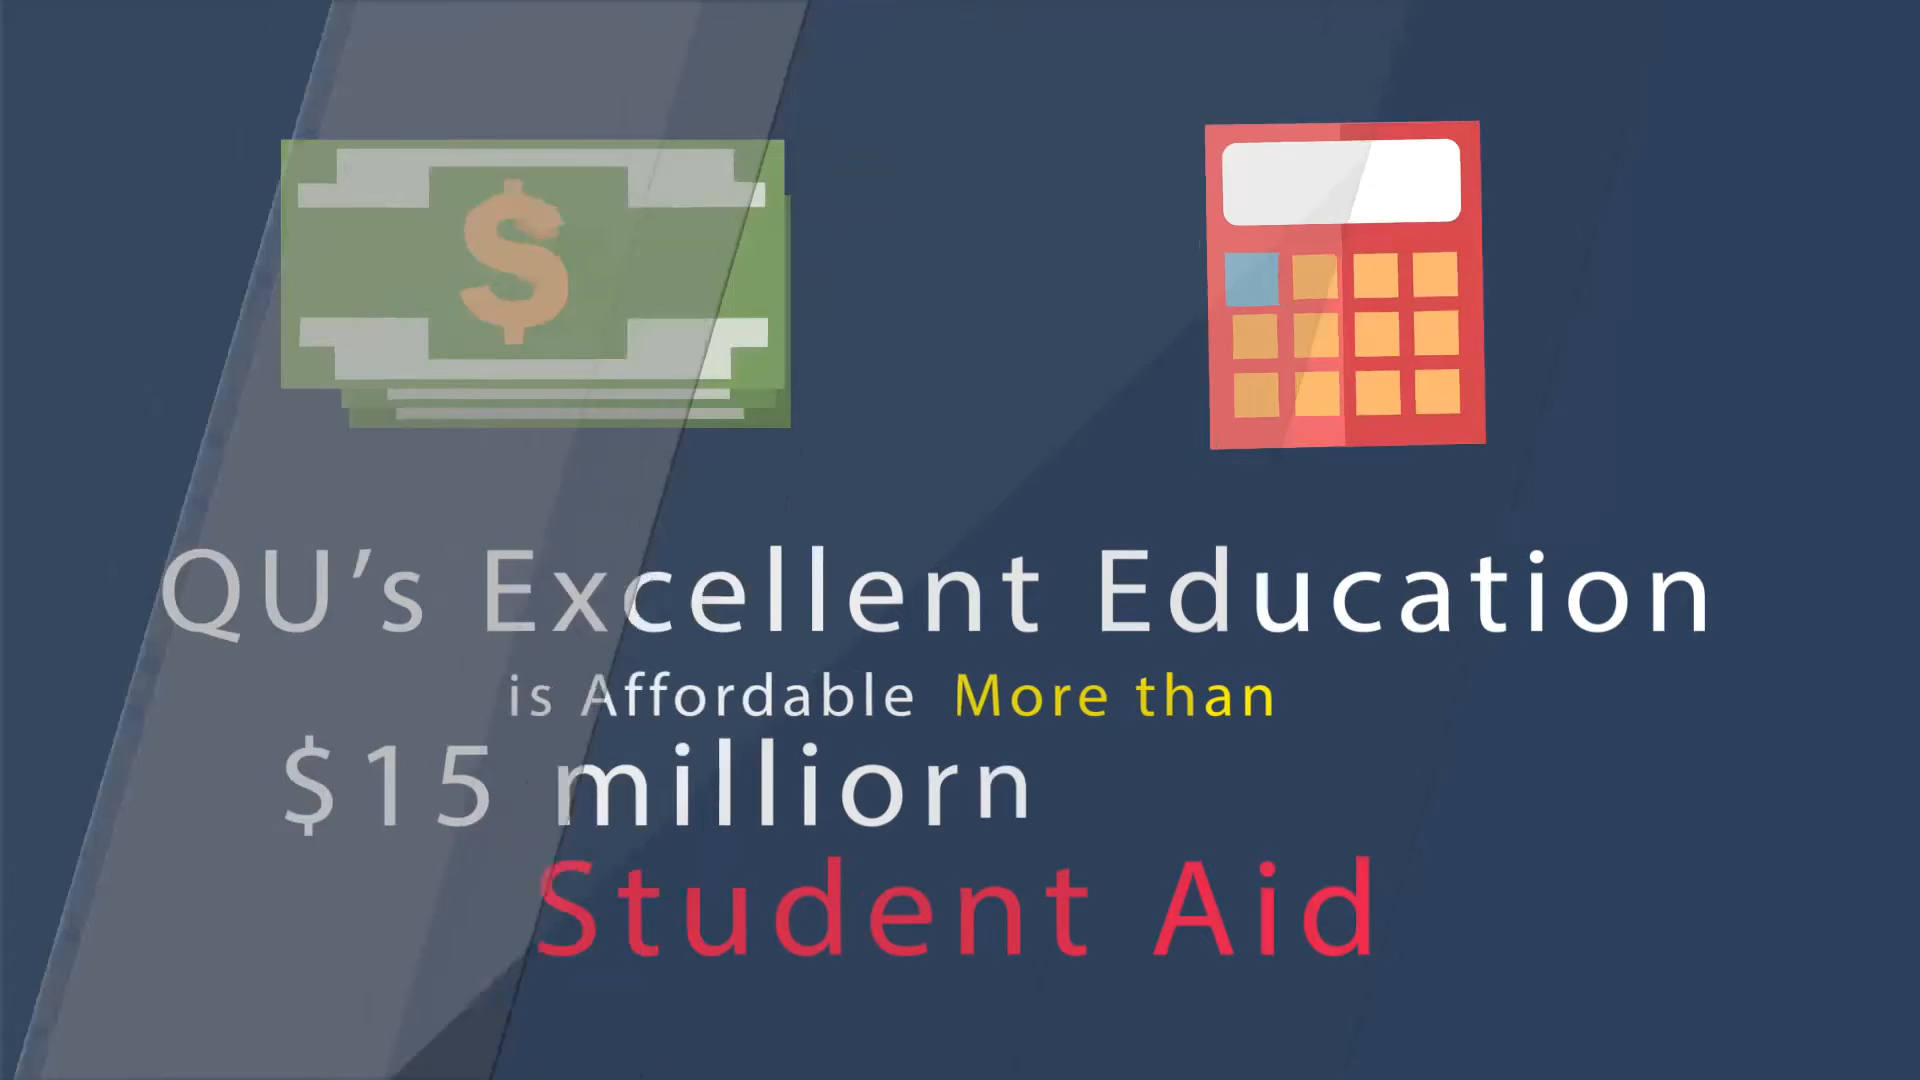 $
QU’s Excellent Education
is Affordable More than
$15 milliorn
Student Aid